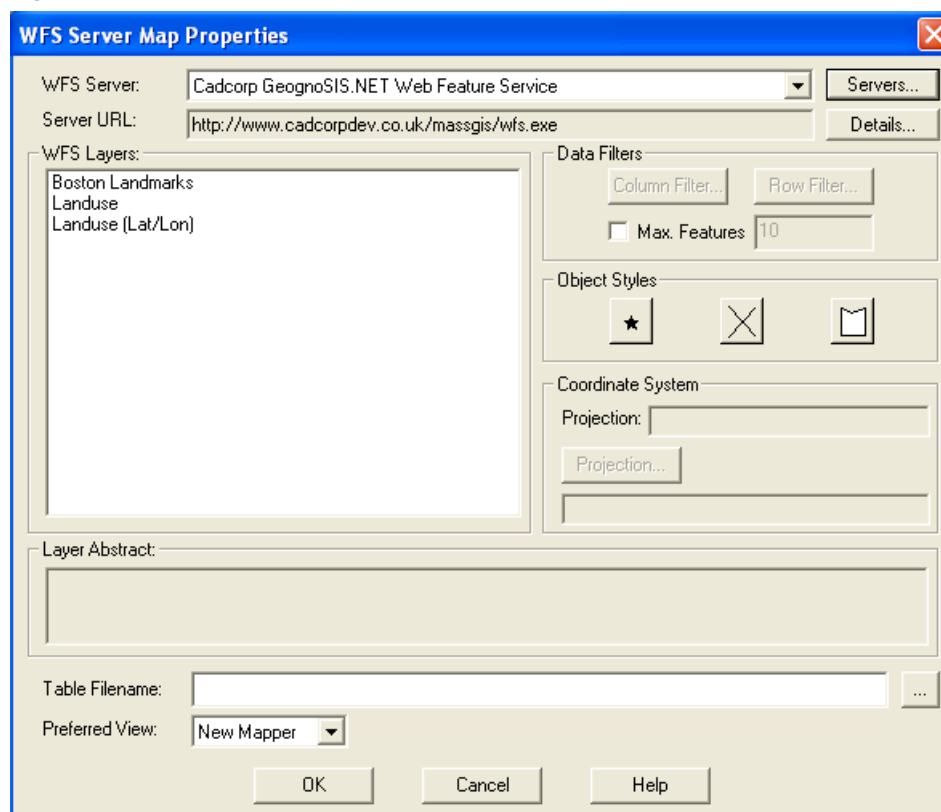 WFS Server Map Properties
WFS Server: Cadcorp GeognoSIS.NET Web Feature Service Servers...
Server URL: http://www.cadcorpdev.co.uk/massgis/wfs.exe Details...
WFS Layers:
Boston Landmarks
Landuse
Landuse (Lat/Lon)
Data Filters
Column Filter... Row Filter...
Max. Features 10
Object Styles
Coordinate System
Projection:
Projection...
Layer Abstract:
Table Filename: ...
Preferred View: New Mapper
OK Cancel Help